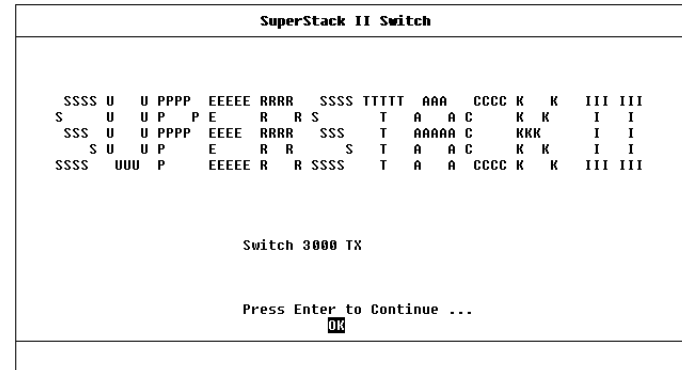 SuperStack II Switch
 SSSS U   U PPPP  EEEEE RRRR   SSSS TTTTT  AAA   CCCC K   K   III III
S     U   U P   P E     R   R S       T   A   A C     K  K     I   I
 SSS  U   U PPPP  EEEE  RRRR   SSS    T   AAAAA C     KKK      I   I
    S U   U P     E     R  R      S   T   A   A C     K  K     I   I
SSSS   UUU  P     EEEEE R   R SSSS    T   A   A  CCCC K   K   III III
Switch 3000 TX
Press Enter to Continue ...
OK